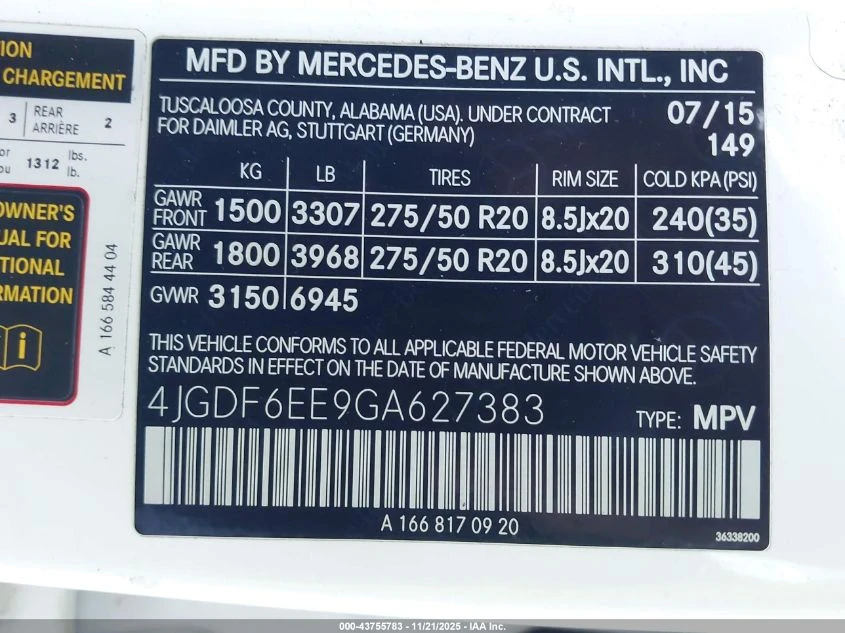 TION
CHARGEMENT
3 REAR ARRIÈRE 2
or ou 1312 lbs. lb.
OWNER'S
UAL FOR
ITIONAL
RMATION
i
A 166 584 44 04
MFD BY MERCEDES-BENZ U.S. INTL., INC
TUSCALOOSA COUNTY, ALABAMA (USA). UNDER CONTRACT 07/15
FOR DAIMLER AG, STUTTGART (GERMANY) 149
KG LB TIRES RIM SIZE COLD KPA (PSI)
GAWR FRONT 1500 3307 275/50 R20 8.5Jx20 240(35)
GAWR REAR 1800 3968 275/50 R20 8.5Jx20 310(45)
GVWR 3150 6945
THIS VEHICLE CONFORMS TO ALL APPLICABLE FEDERAL MOTOR VEHICLE SAFETY
STANDARDS IN EFFECT ON THE DATE OF MANUFACTURE SHOWN ABOVE.
4JGDF6EE9GA627383 TYPE: MPV
A 166 817 09 20
36338200
000-43755783 - 11/21/2025 - IAA Inc.